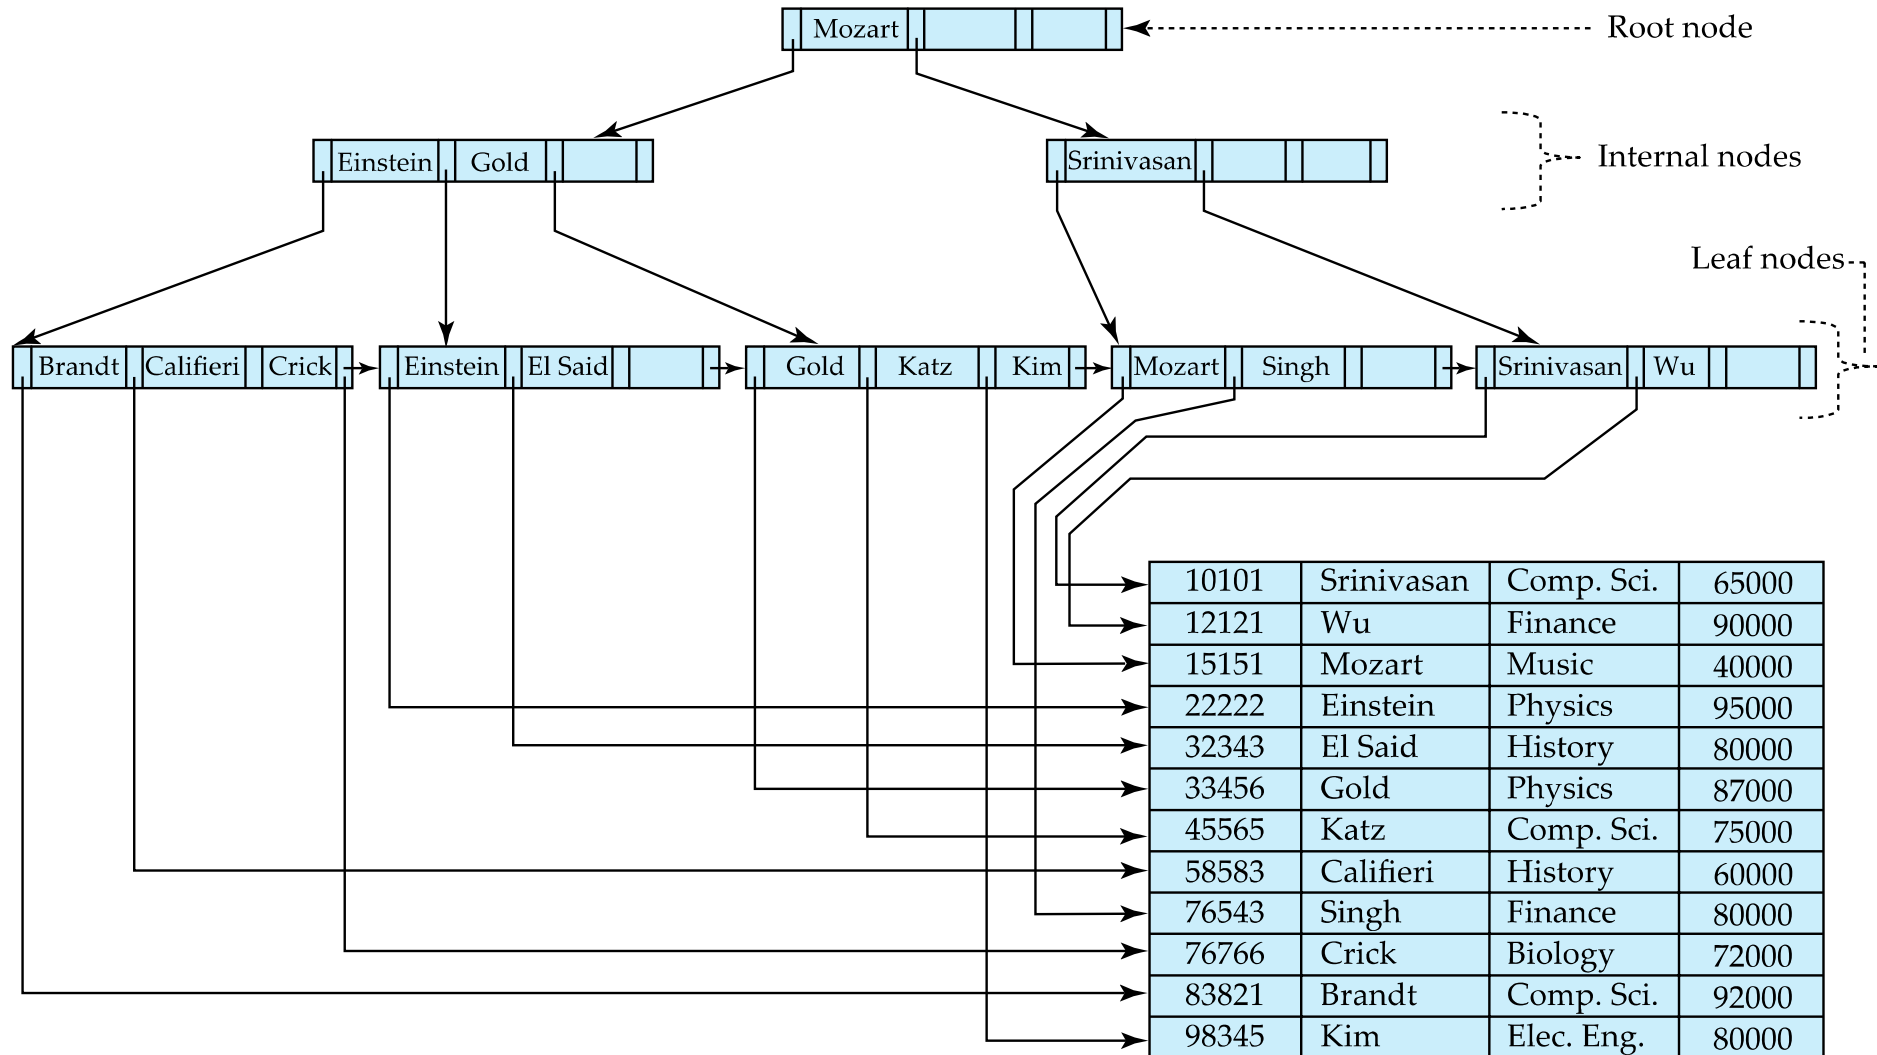 Mozart
Root node
Einstein Gold
Srinivasan
Internal nodes
Leaf nodes
Brandt Califieri Crick
Einstein El Said
Gold Katz Kim
Mozart Singh
Srinivasan Wu
10101 Srinivasan Comp. Sci. 65000
12121 Wu Finance 90000
15151 Mozart Music 40000
22222 Einstein Physics 95000
32343 El Said History 80000
33456 Gold Physics 87000
45565 Katz Comp. Sci. 75000
58583 Califieri History 60000
76543 Singh Finance 80000
76766 Crick Biology 72000
83821 Brandt Comp. Sci. 92000
98345 Kim Elec. Eng. 80000